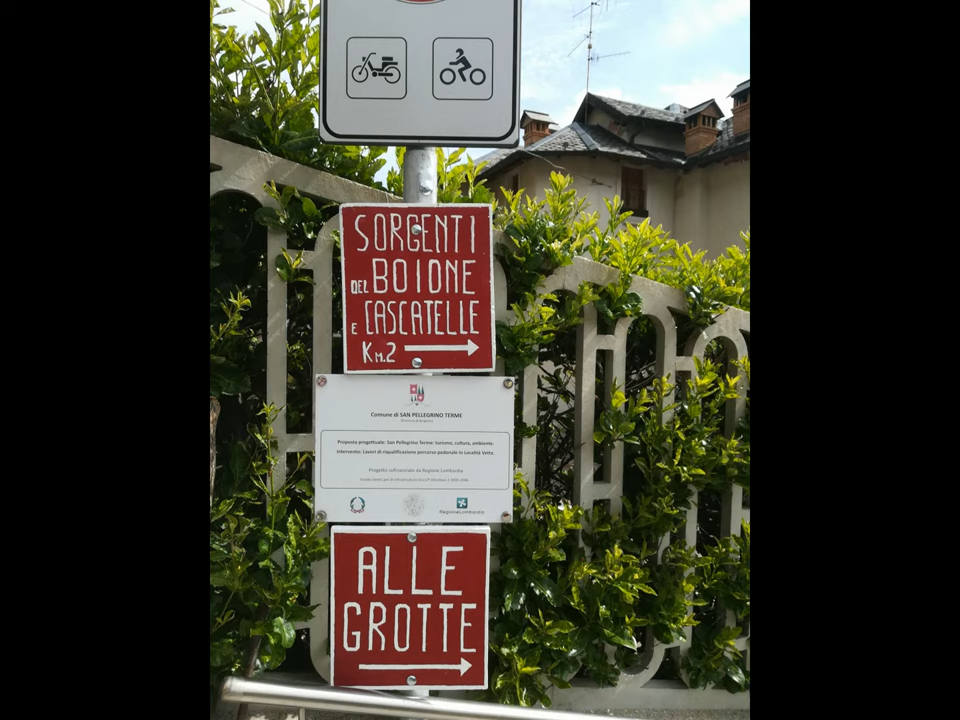 SORGENTI
DEL BOIONE
E CASCATELLE
KM.2
Comune di SAN PELLEGRINO TERME
(Provincia di Bergamo)
Proposta progettuale: San Pellegrino Terme: turismo, cultura, ambiente.
Intervento: Lavori di riqualificazione percorso pedonale in Località Vetta.
Progetto cofinanziato da Regione Lombardia
RegioneLombardia
ALLE
GROTTE